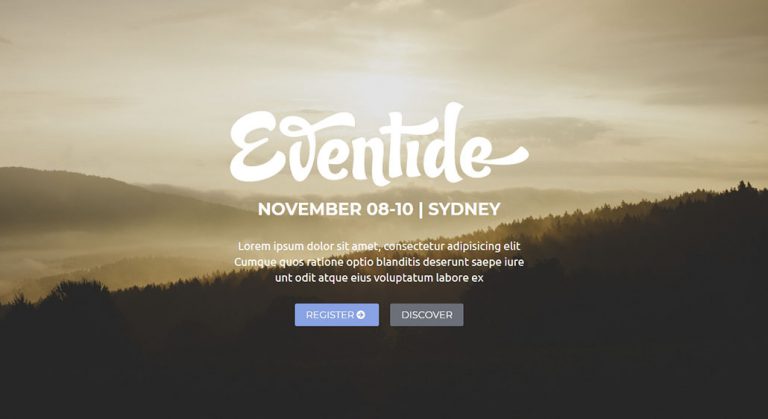 Eventide
NOVEMBER 08-10 | SYDNEY
Lorem ipsum dolor sit amet, consectetur adipisicing elit
Cumque quos ratione optio blanditis deserunt saepe iure
unt odit atque eius voluptatum labore ex
REGISTER
DISCOVER